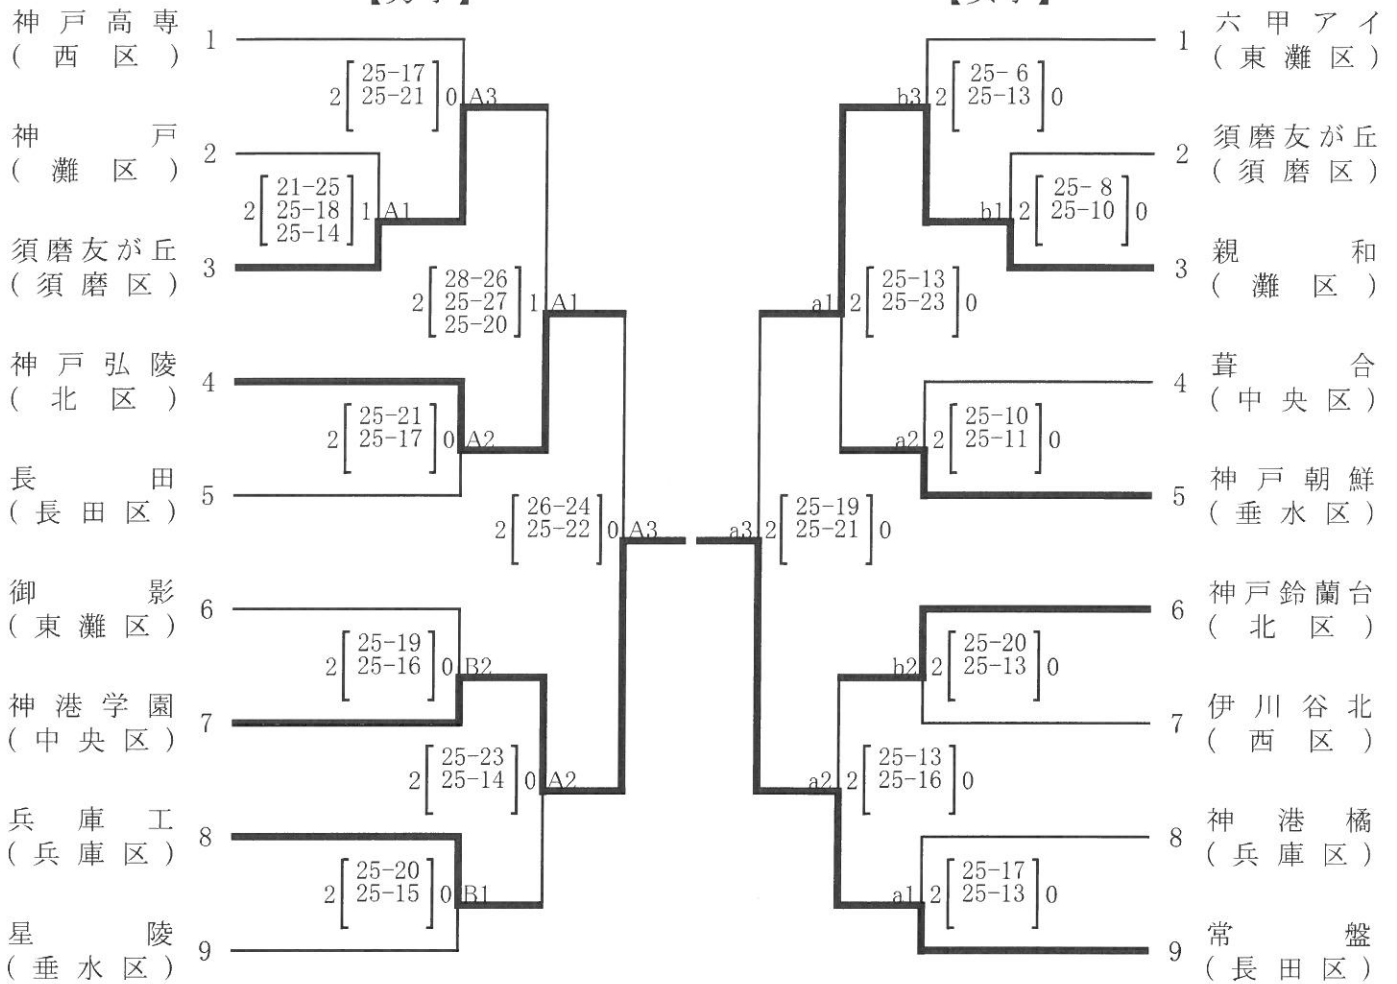 神戸高専
(西区)
1
2 [25-17 25-21] 0 A3
神戸
(灘区)
2
2 [21-25 25-18 25-14] 1 A1
須磨友が丘
(須磨区)
3
2 [28-26 25-27 25-20] 1 A1
神戸弘陵
(北区)
4
2 [25-21 25-17] 0 A2
長田
(長田区)
5
2 [26-24 25-22] 0 A3
御影
(東灘区)
6
2 [25-19 25-16] 0 B2
神港学園
(中央区)
7
2 [25-23 25-14] 0 A2
兵庫工
(兵庫区)
8
2 [25-20 25-15] 0 B1
星陵
(垂水区)
9
1
六甲アイ
(東灘区)
b3 2 [25-6 25-13] 0
2
須磨友が丘
(須磨区)
b1 2 [25-8 25-10] 0
3
親和
(灘区)
a1 2 [25-13 25-23] 0
4
葺合
(中央区)
a2 2 [25-10 25-11] 0
5
神戸朝鮮
(垂水区)
a3 2 [25-19 25-21] 0
6
神戸鈴蘭台
(北区)
b2 2 [25-20 25-13] 0
7
伊川谷北
(西区)
a2 2 [25-13 25-16] 0
8
神港橘
(兵庫区)
a1 2 [25-17 25-13] 0
9
常盤
(長田区)